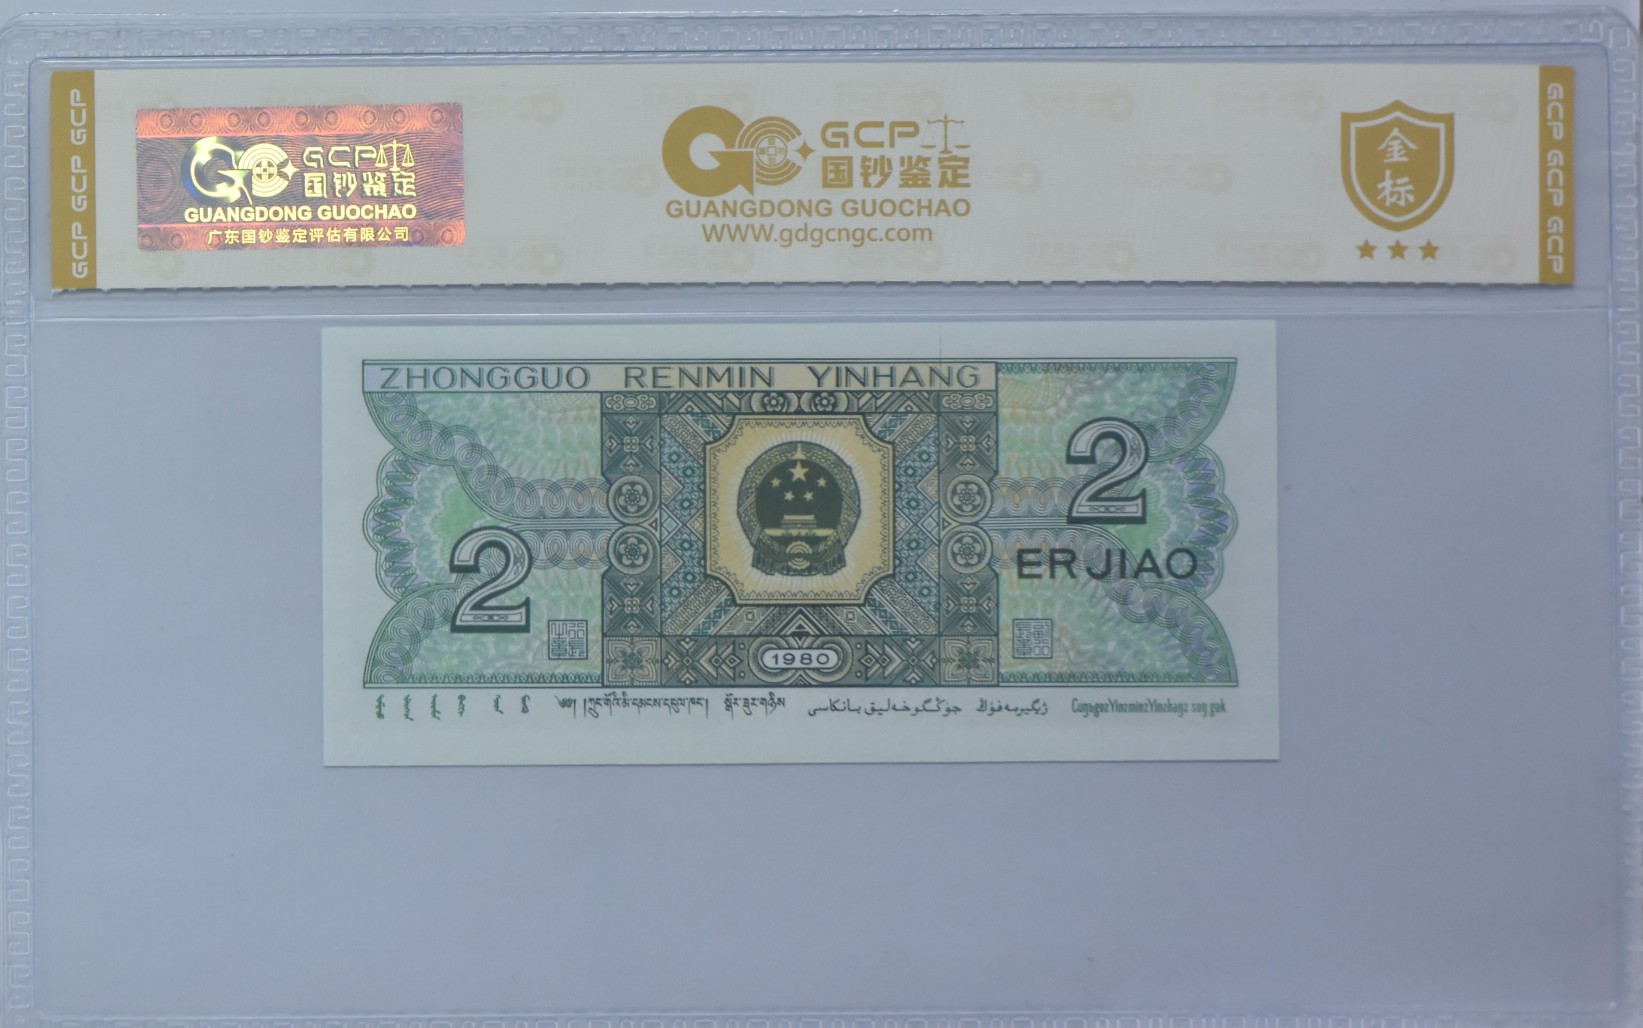 GCP GCP GCP
GCP
国钞鉴定
GUANGDONG GUOCHAO
广东国钞鉴定评估有限公司
GCP
国钞鉴定
GUANGDONG GUOCHAO
WWW.gdgcngc.com
金标
GCP GCP GCP
ZHONGGUO RENMIN YINHANG
2
ER JIAO
2
1980